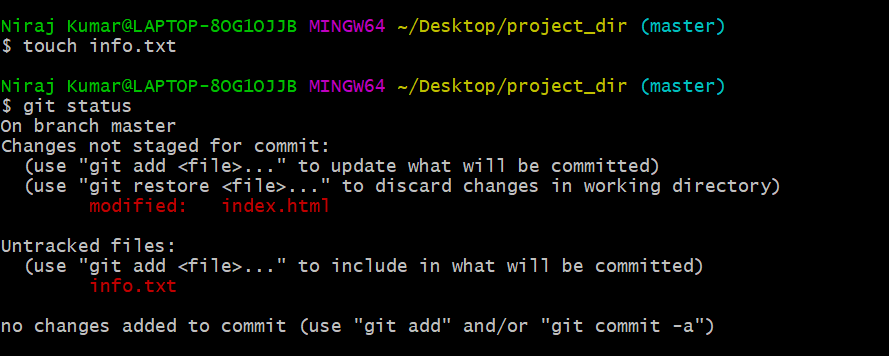 Niraj Kumar@LAPTOP-8OG1OJJB MINGW64 ~/Desktop/project_dir (master)
$ touch info.txt
Niraj Kumar@LAPTOP-8OG1OJJB MINGW64 ~/Desktop/project_dir (master)
$ git status
On branch master
Changes not staged for commit:
  (use "git add <file>..." to update what will be committed)
  (use "git restore <file>..." to discard changes in working directory)
        modified:   index.html
Untracked files:
  (use "git add <file>..." to include in what will be committed)
        info.txt
no changes added to commit (use "git add" and/or "git commit -a")